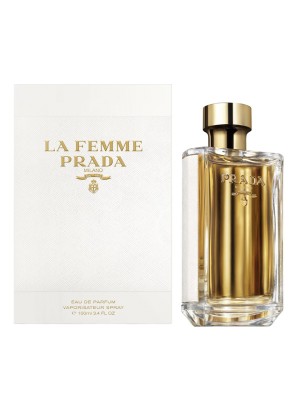 LA FEMME
PRADA
MILANO
EAU DE PARFUM
VAPORISATEUR SPRAY
PRADA